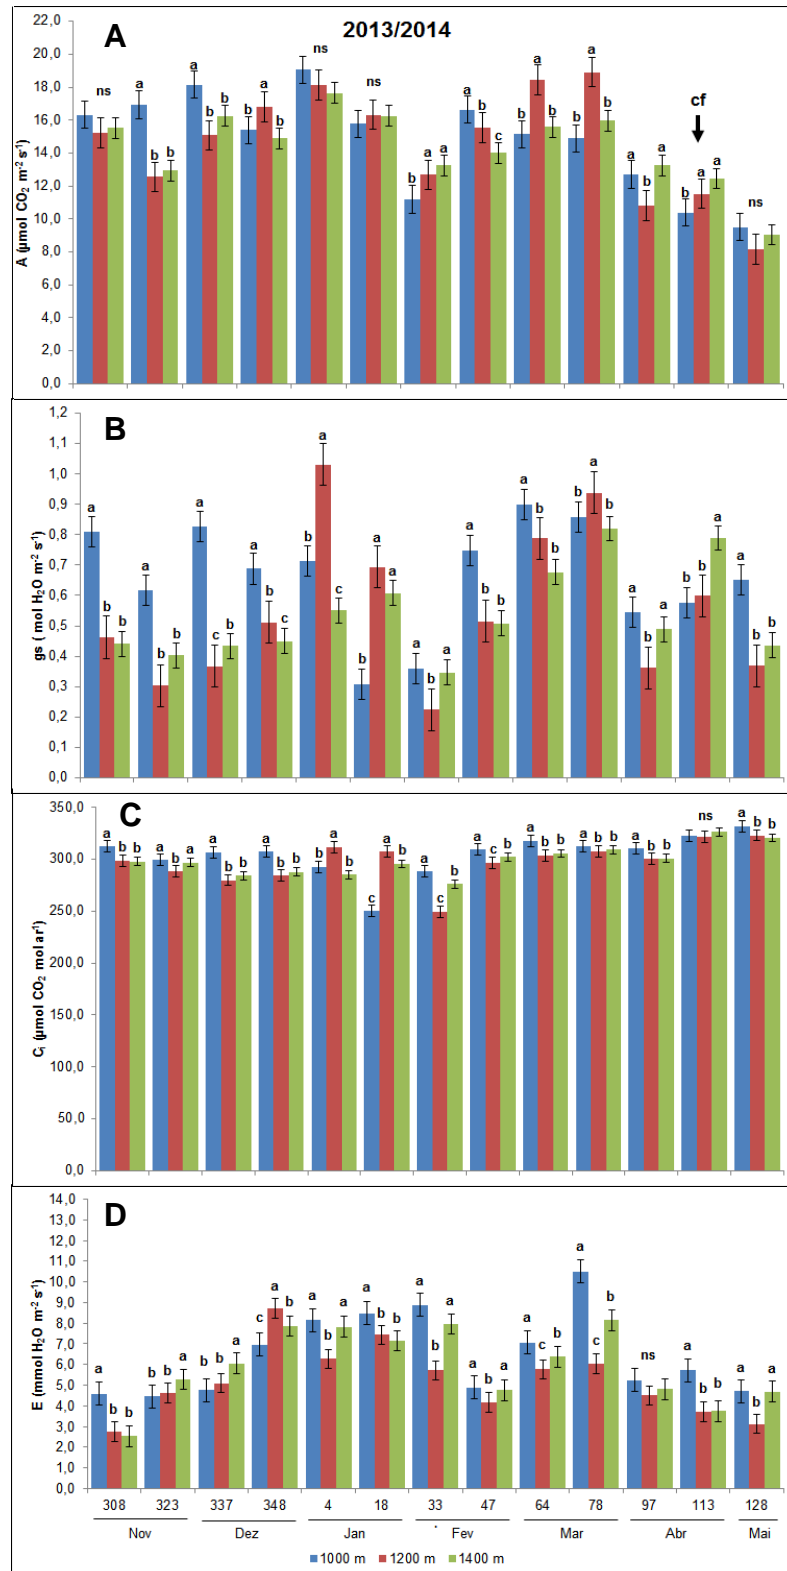 A
2013/2014
22,0
20,0
18,0
16,0
14,0
12,0
10,0
8,0
6,0
4,0
2,0
0,0
A (µmol CO₂ m⁻² s⁻¹)
ns
a b b
a b b
b a b
ns
ns
b a a
a b c
b a b
b a b
a b a
b a a
cf
ns
B
1,2
1,1
1,0
0,9
0,8
0,7
0,6
0,5
0,4
0,3
0,2
0,1
0,0
gs ( mol H₂O m⁻² s⁻¹)
a b b
a b b
a c b
a b c
b a c
b a a
a b a
a b b
a b b
b a b
a b a
b b a
a b b
C
350,0
300,0
250,0
200,0
150,0
100,0
50,0
0,0
Cᵢ (µmol CO₂ mol ar¹)
a b b
a b a
a b b
a b b
b a b
c a b
a c b
a c b
a b b
a b b
a b b
ns
a b b
D
14,0
13,0
12,0
11,0
10,0
9,0
8,0
7,0
6,0
5,0
4,0
3,0
2,0
1,0
0,0
E (mmol H₂O m⁻² s⁻¹)
a b b
b b a
b b a
c a b
a b a
a b b
a b a
a b a
a c b
a c b
ns
a b b
a b a
308 323 337 348 4 18 33 47 64 78 97 113 128
Nov Dez Jan Fev Mar Abr Mai
1000 m 1200 m 1400 m